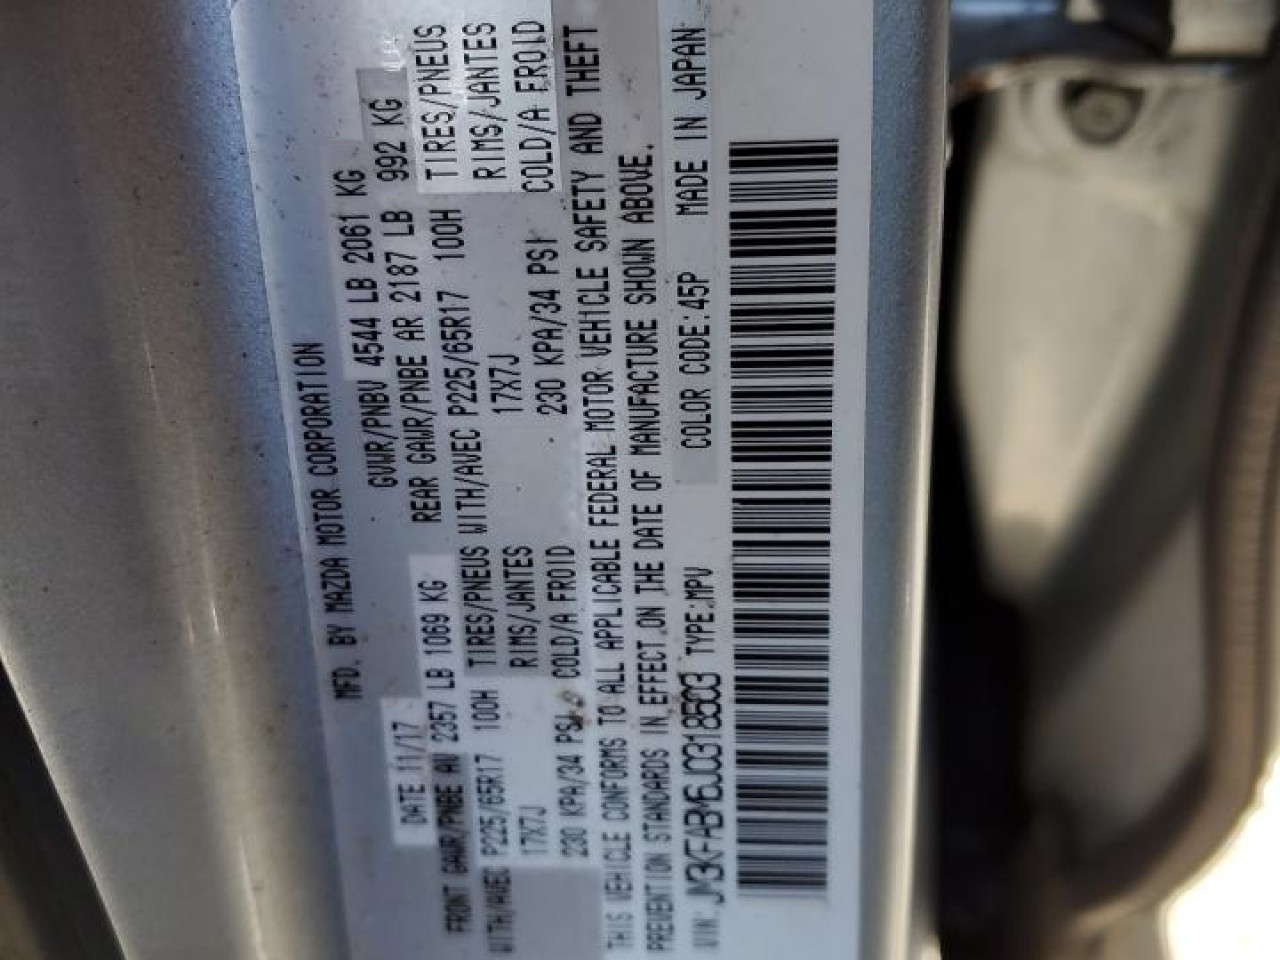 MFD. BY MAZDA MOTOR CORPORATION
DATE 11/17 GVWR/PNBV 4544 LB 2061 KG
FRONT GAWR/PNBE AV 2357 LB 1069 KG REAR GAWR/PNBE AR 2187 LB 992 KG
WITH/AVEC P225/65R17 100H TIRES/PNEUS WITH/AVEC P225/65R17 100H TIRES/PNEUS
17X7J RIMS/JANTES 17X7J RIMS/JANTES
230 KPA/34 PSI COLD/A FROID 230 KPA/34 PSI COLD/A FROID
THIS VEHICLE CONFORMS TO ALL APPLICABLE FEDERAL MOTOR VEHICLE SAFETY AND THEFT
PREVENTION STANDARDS IN EFFECT ON THE DATE OF MANUFACTURE SHOWN ABOVE.
VIN: JM3KFABM6J0318503 TYPE:MPV COLOR CODE:45P MADE IN JAPAN